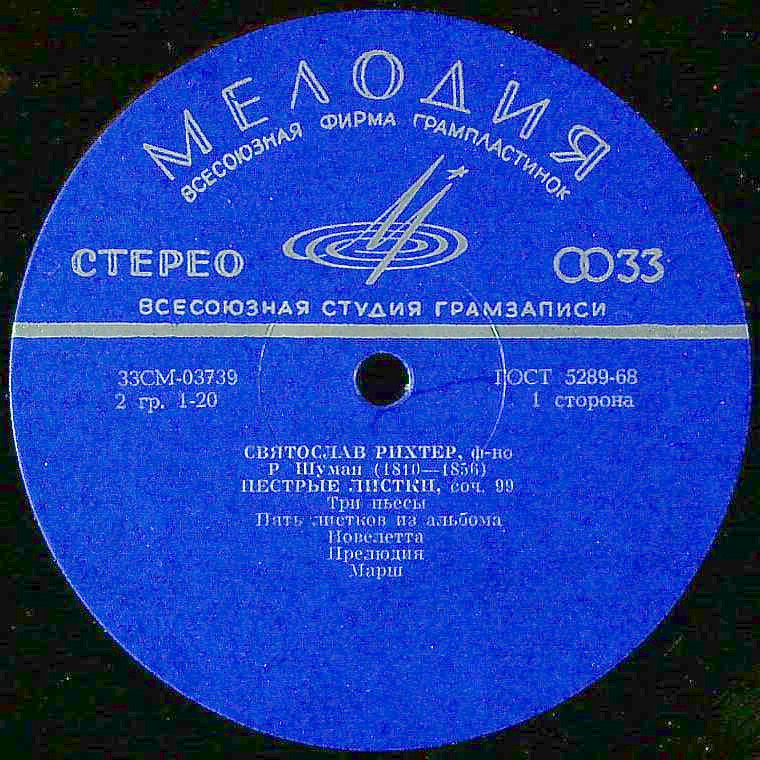 МЕЛОДИЯ
ВСЕСОЮЗНАЯ ФИРМА ГРАМПЛАСТИНОК
СТЕРЕО
33
ВСЕСОЮЗНАЯ СТУДИЯ ГРАМЗАПИСИ
33СМ-03739
ГОСТ 5289-68
2 гр. 1-20
1 сторона
СВЯТОСЛАВ РИХТЕР, ф-но
Р. Шуман (1810—1856)
ПЕСТРЫЕ ЛИСТКИ, соч. 99
Три пьесы
Пять листков из альбома
Новелетта
Прелюдия
Марш